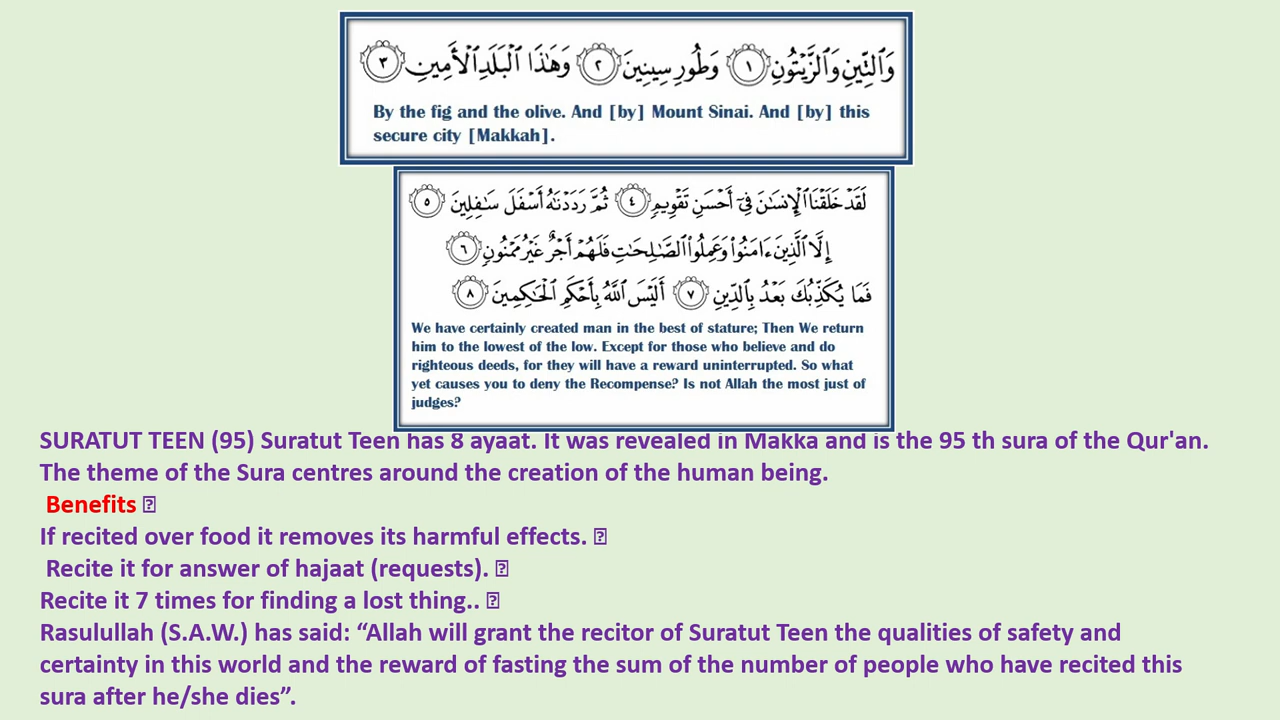 وَٱلتِّينِ وَٱلزَّيْتُونِ ١ وَطُورِ سِينِينَ ٢ وَهَٰذَا ٱلْبَلَدِ ٱلْأَمِينِ ٣
By the fig and the olive. And [by] Mount Sinai. And [by] this
secure city [Makkah].
لَقَدْ خَلَقْنَا ٱلْإِنسَٰنَ فِىٓ أَحْسَنِ تَقْوِيمٍ ٤ ثُمَّ رَدَدْنَٰهُ أَسْفَلَ سَٰفِلِينَ ٥
إِلَّا ٱلَّذِينَ ءَامَنُوا۟ وَعَمِلُوا۟ ٱلصَّٰلِحَٰتِ فَلَهُمْ أَجْرٌ غَيْرُ مَمْنُونٍ ٦
فَمَا يُكَذِّبُكَ بَعْدُ بِٱلدِّينِ ٧ أَلَيْسَ ٱللَّهُ بِأَحْكَمِ ٱلْحَٰكِمِينَ ٨
We have certainly created man in the best of stature; Then We return
him to the lowest of the low. Except for those who believe and do
righteous deeds, for they will have a reward uninterrupted. So what
yet causes you to deny the Recompense? Is not Allah the most just of
judges?
SURATUT TEEN (95) Suratut Teen has 8 ayaat. It was revealed in Makka and is the 95 th sura of the Qur'an.
The theme of the Sura centres around the creation of the human being.
Benefits
If recited over food it removes its harmful effects.
Recite it for answer of hajaat (requests).
Recite it 7 times for finding a lost thing..
Rasulullah (S.A.W.) has said: “Allah will grant the recitor of Suratut Teen the qualities of safety and
certainty in this world and the reward of fasting the sum of the number of people who have recited this
sura after he/she dies”.